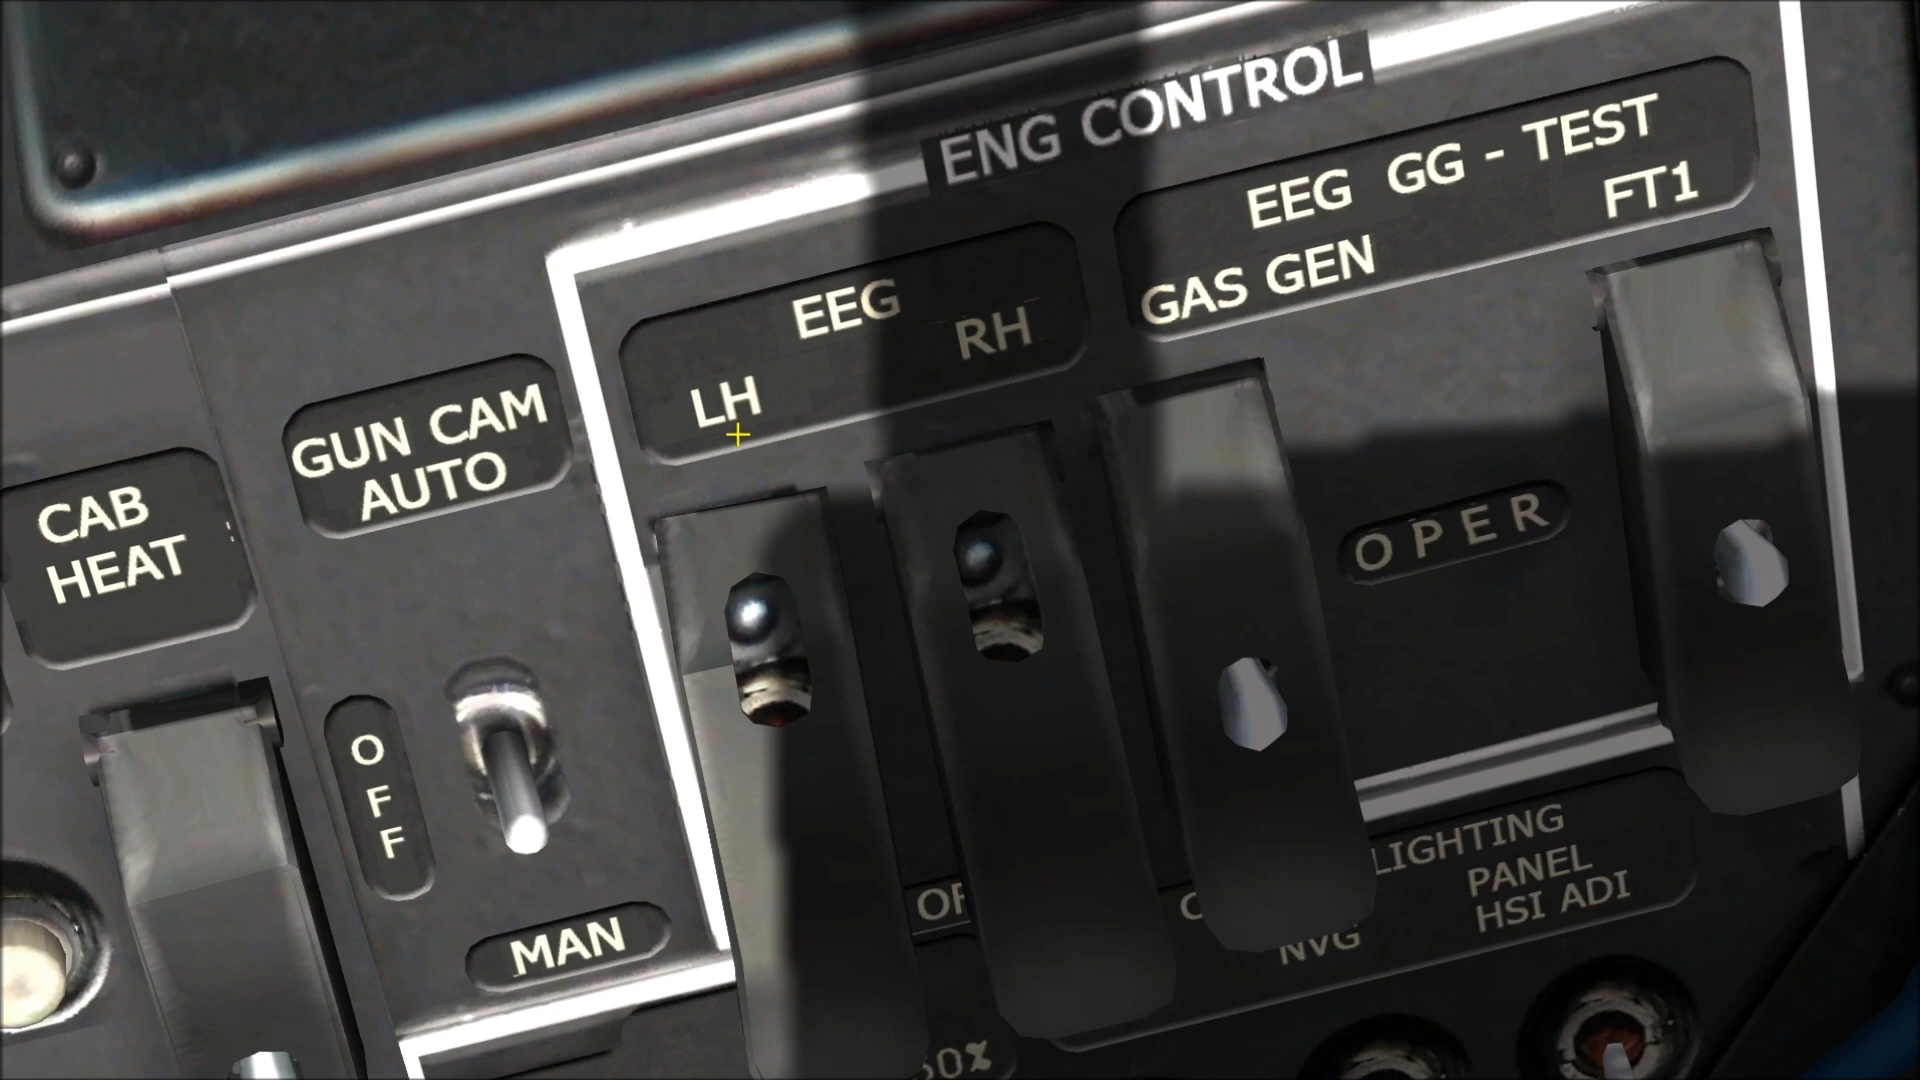 ENG CONTROL
EEG GG - TEST
GAS GEN FT1
EEG
LH RH
GUN CAM
AUTO
CAB
HEAT
OPER
OFF
MAN
LIGHTING
PANEL
NVG HSI ADI